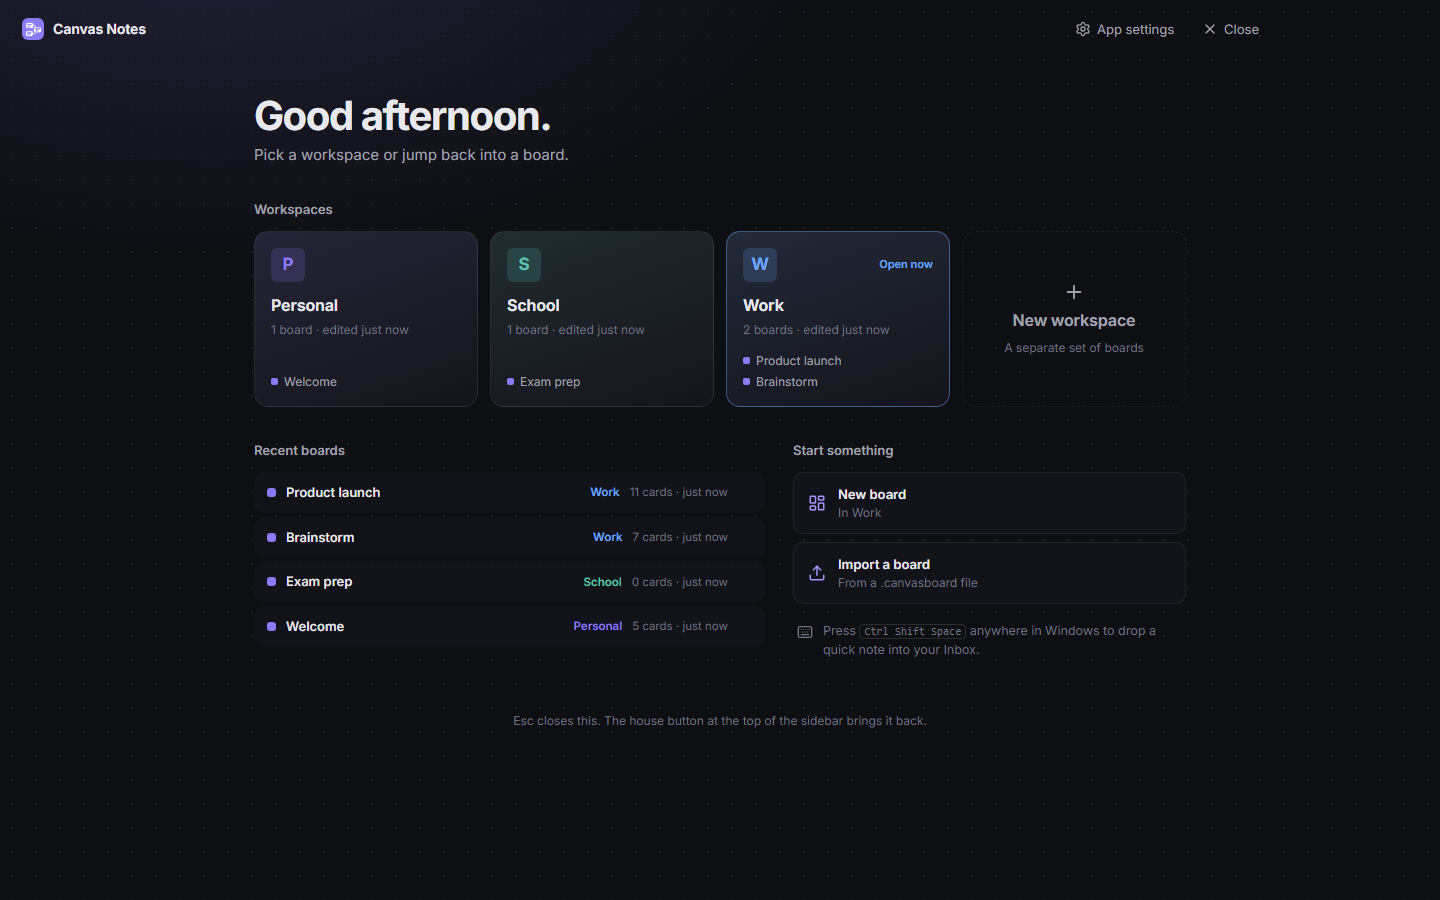 Canvas Notes
App settings
Close
Good afternoon.
Pick a workspace or jump back into a board.
Workspaces
P
Personal
1 board · edited just now
Welcome
S
School
1 board · edited just now
Exam prep
W
Open now
Work
2 boards · edited just now
Product launch
Brainstorm
New workspace
A separate set of boards
Recent boards
Product launch Work 11 cards · just now
Brainstorm Work 7 cards · just now
Exam prep School 0 cards · just now
Welcome Personal 5 cards · just now
Start something
New board
In Work
Import a board
From a .canvasboard file
Press Ctrl Shift Space anywhere in Windows to drop a
quick note into your Inbox.
Esc closes this. The house button at the top of the sidebar brings it back.